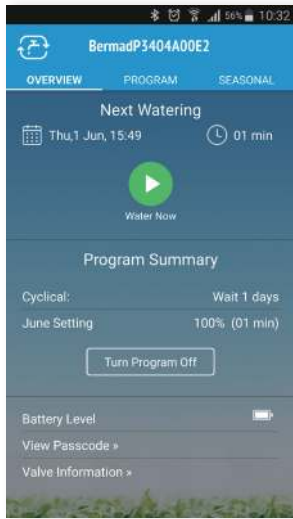 56% 10:32
BermadP3404A00E2
OVERVIEW PROGRAM SEASONAL
Next Watering
Thu,1 Jun, 15:49 01 min
Water Now
Program Summary
Cyclical: Wait 1 days
June Setting 100% (01 min)
Turn Program Off
Battery Level
View Passcode »
Valve Information »